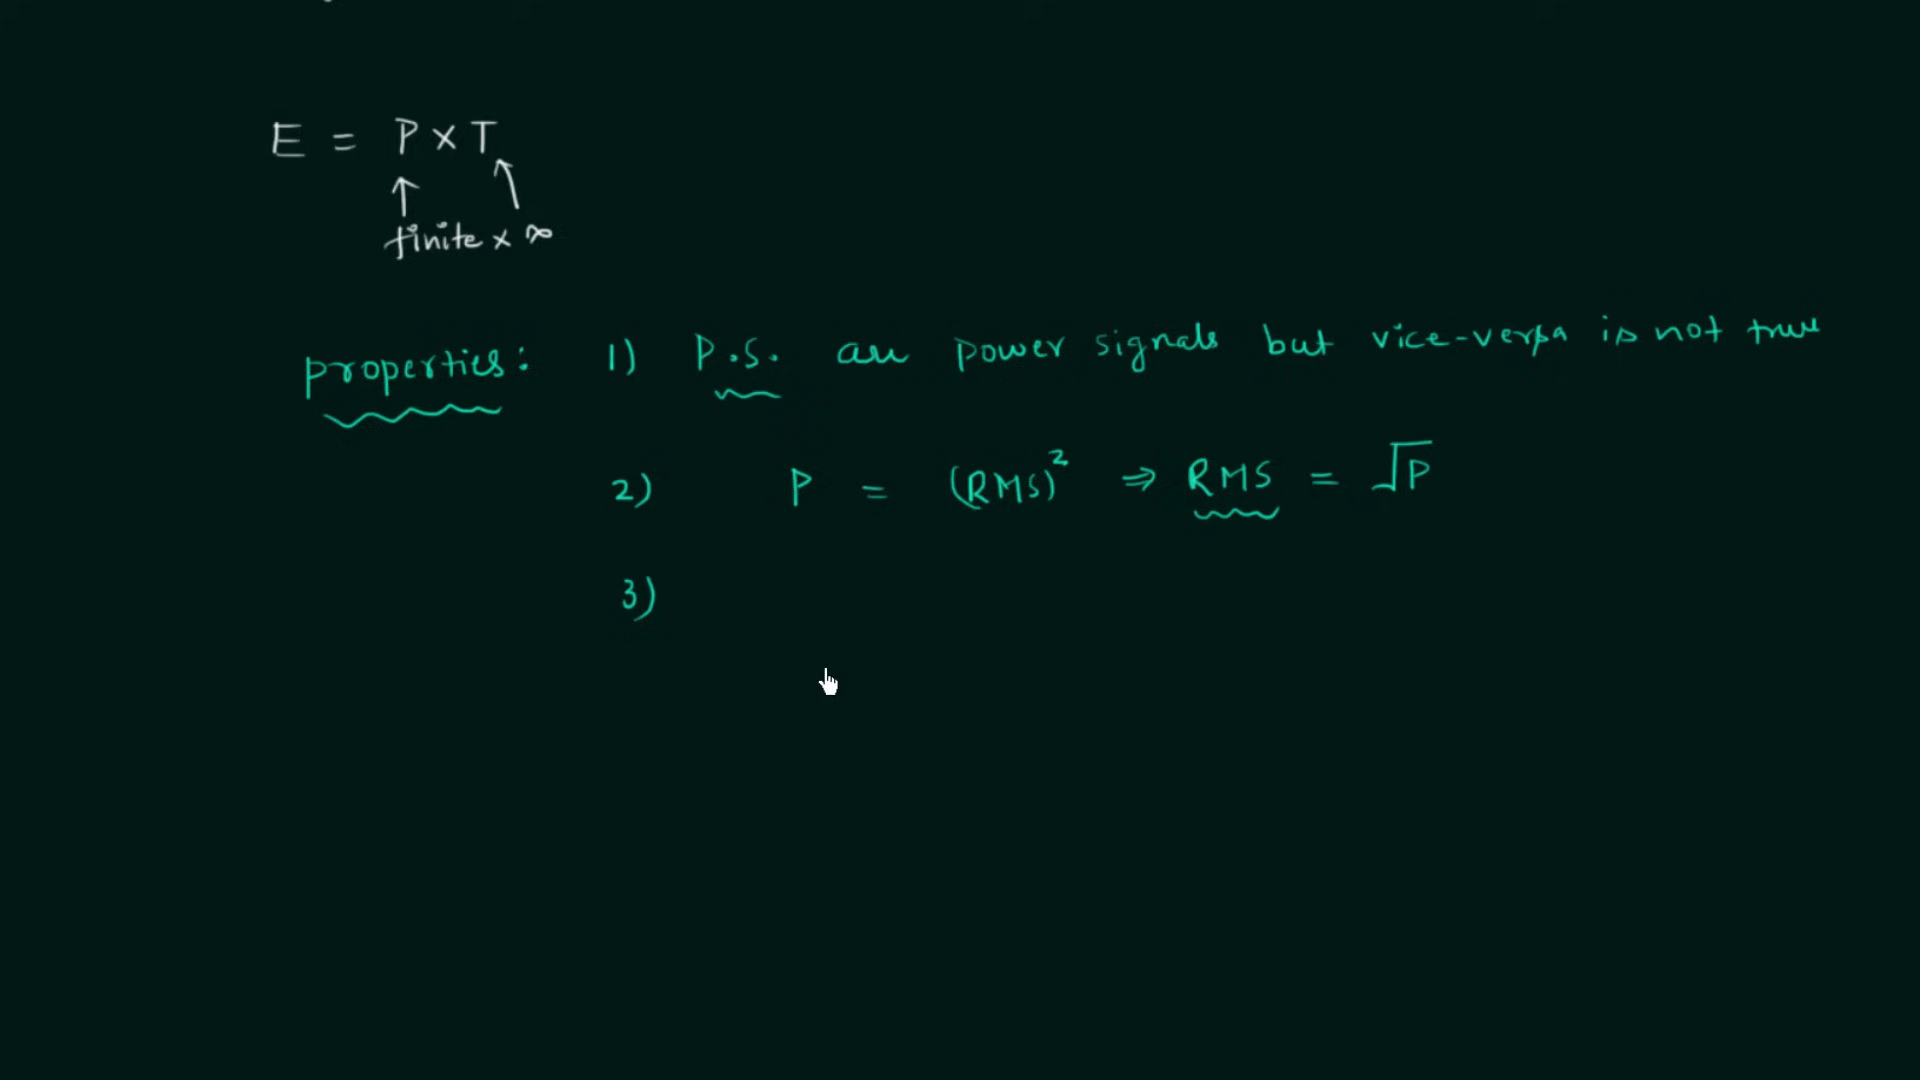 E = P × T
↑ ↑
finite × ∞
properties: 1) P.S. are power signals but vice-versa is not true
2) P = (RMS)² ⇒ RMS = √P
3)